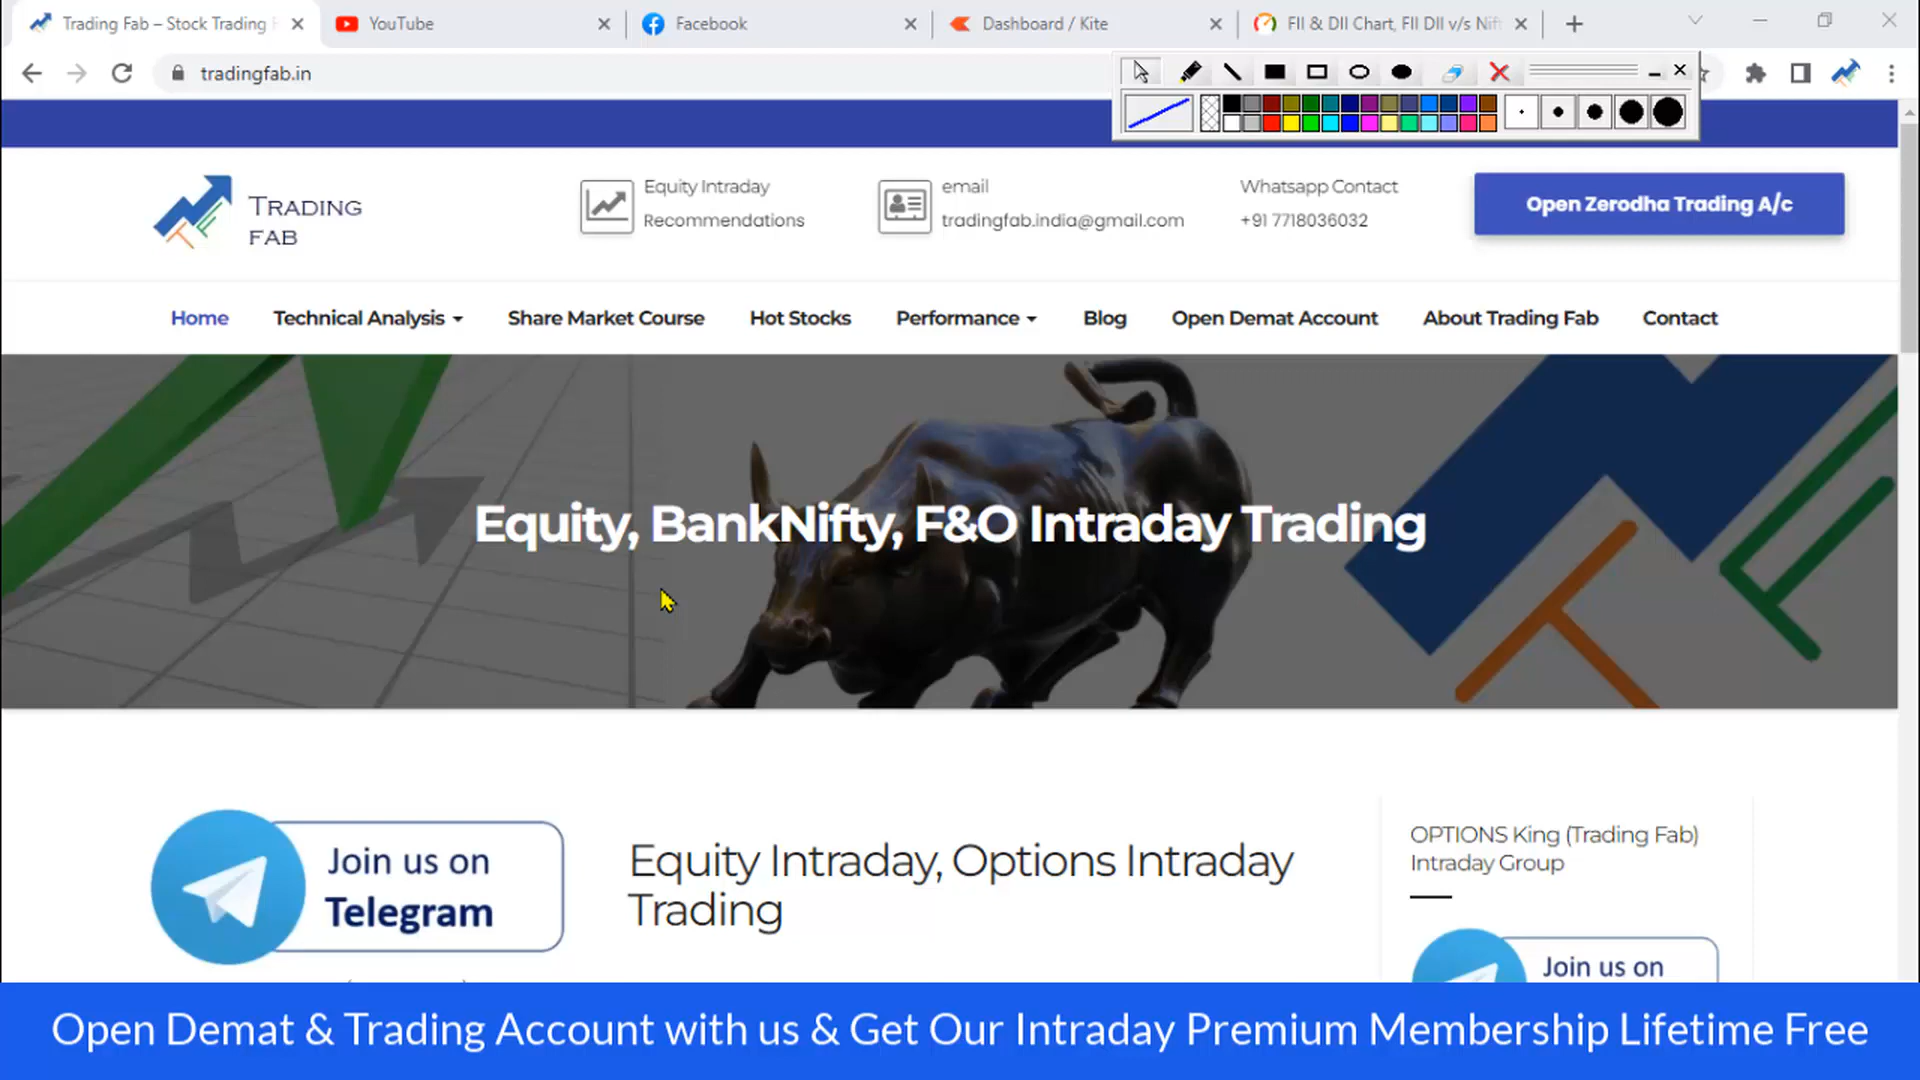 Trading Fab – Stock Trading F
YouTube
Facebook
Dashboard / Kite
FII & DII Chart, FII DII v/s Nif
tradingfab.in
TRADING
FAB
Equity Intraday
Recommendations
email
tradingfab.india@gmail.com
Whatsapp Contact
+91 7718036032
Open Zerodha Trading A/c
Home
Technical Analysis
Share Market Course
Hot Stocks
Performance
Blog
Open Demat Account
About Trading Fab
Contact
Equity, BankNifty, F&O Intraday Trading
Join us on
Telegram
Equity Intraday, Options Intraday
Trading
OPTIONS King (Trading Fab)
Intraday Group
Join us on
Open Demat & Trading Account with us & Get Our Intraday Premium Membership Lifetime Free